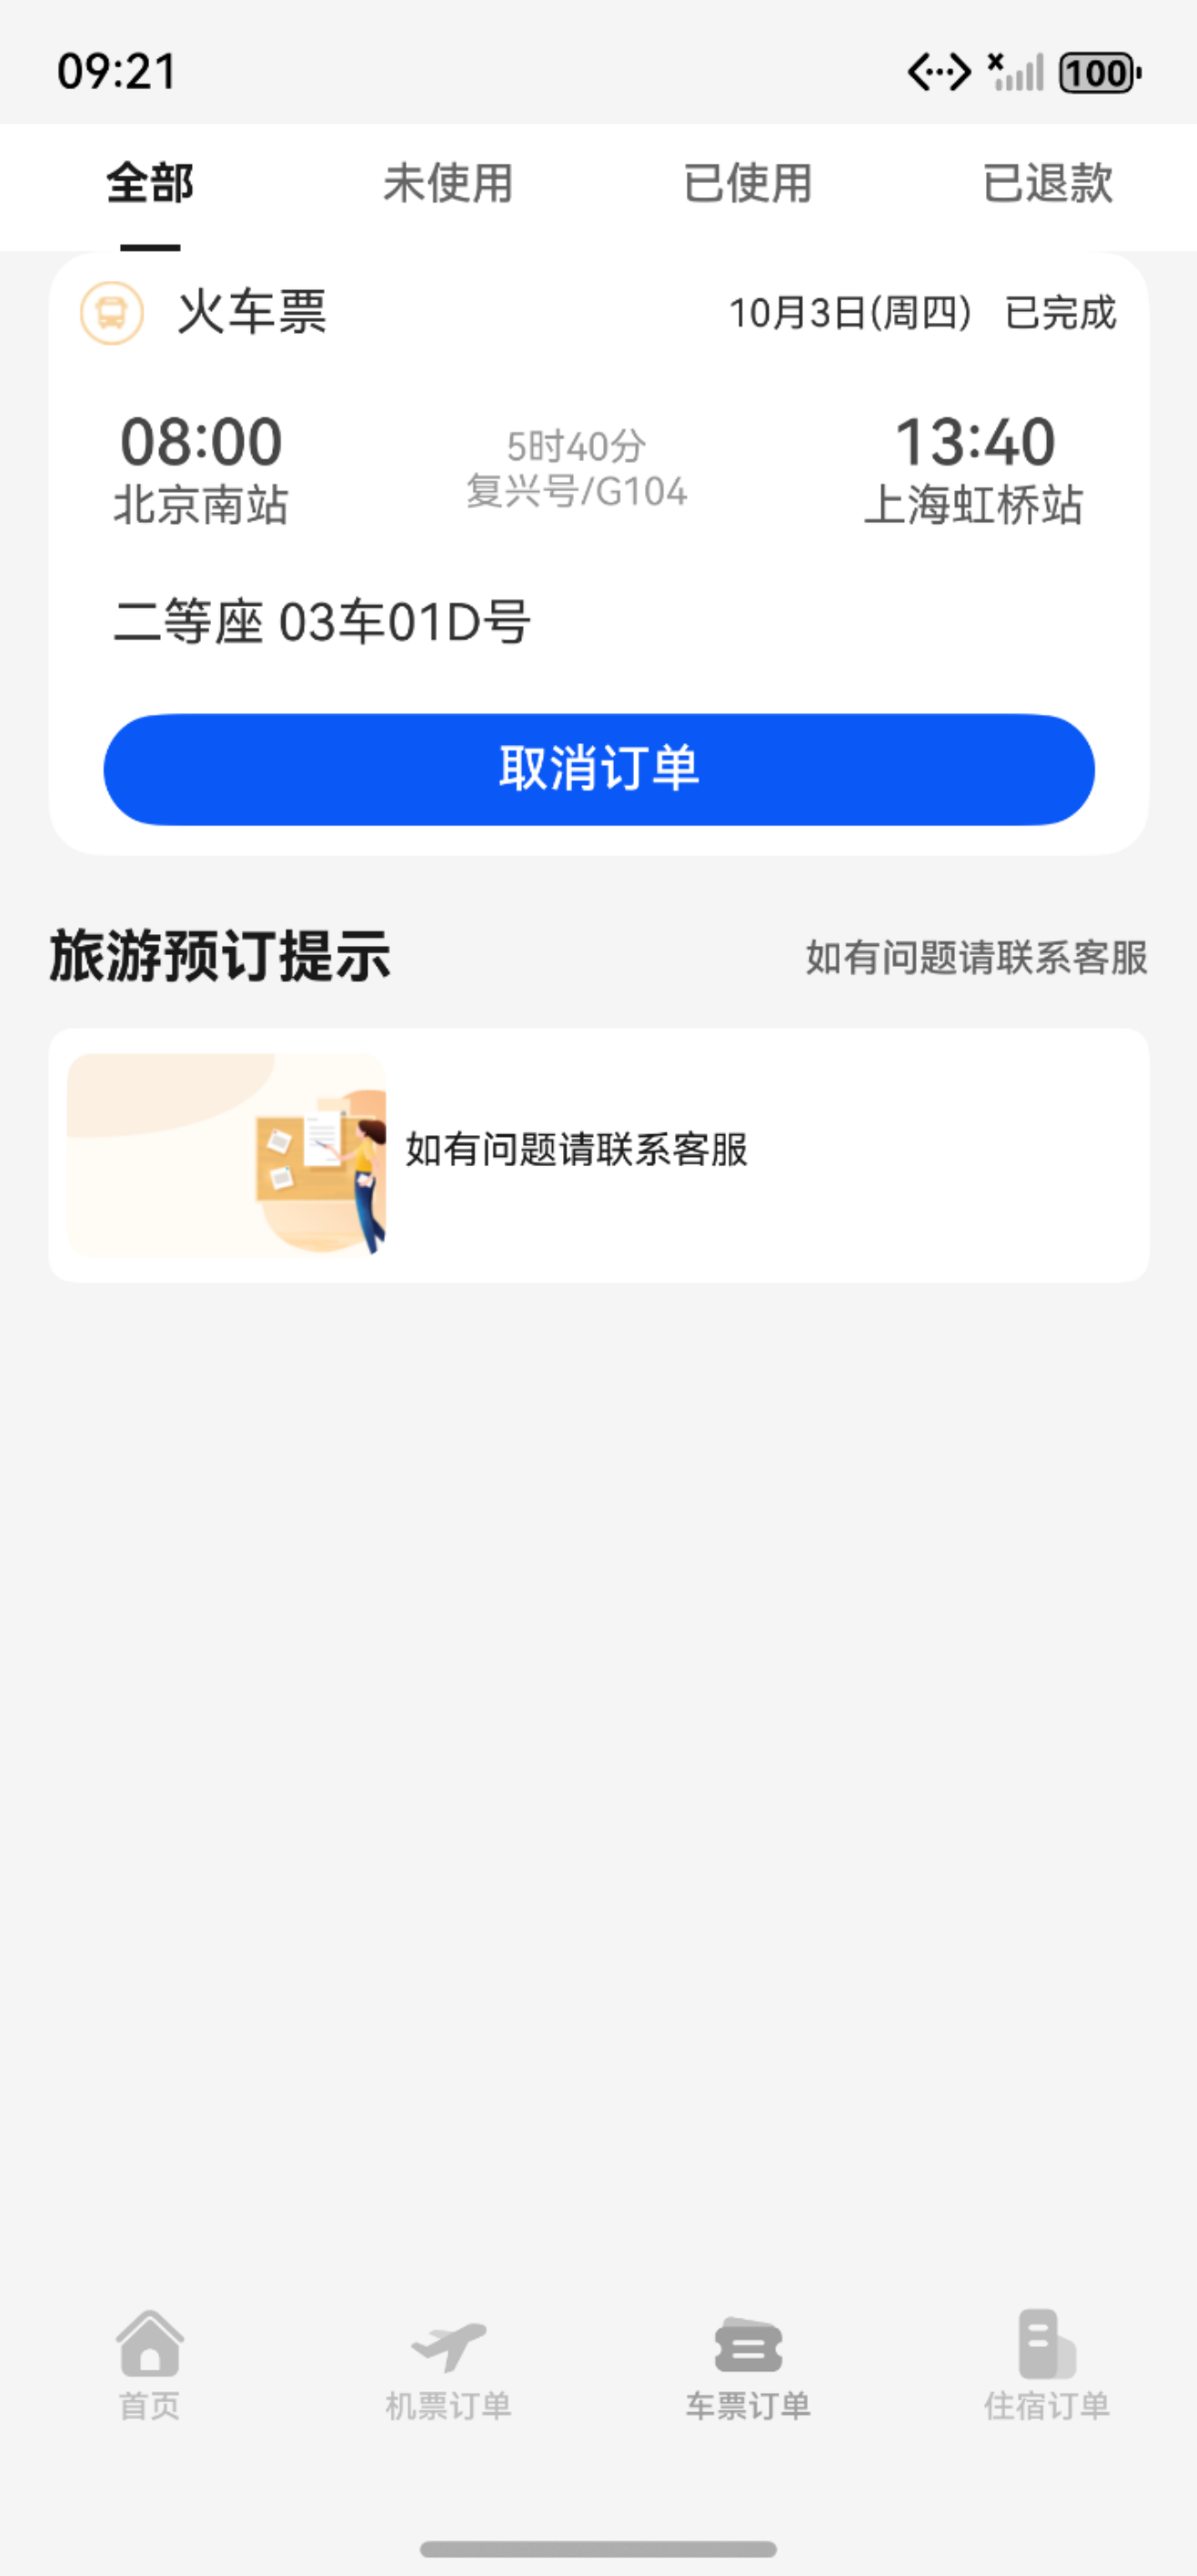 09:21
100
全部 未使用 已使用 已退款
火车票 10月3日(周四) 已完成
08:00 5时40分 13:40
北京南站 复兴号/G104 上海虹桥站
二等座 03车01D号
取消订单
旅游预订提示 如有问题请联系客服
如有问题请联系客服
首页 机票订单 车票订单 住宿订单